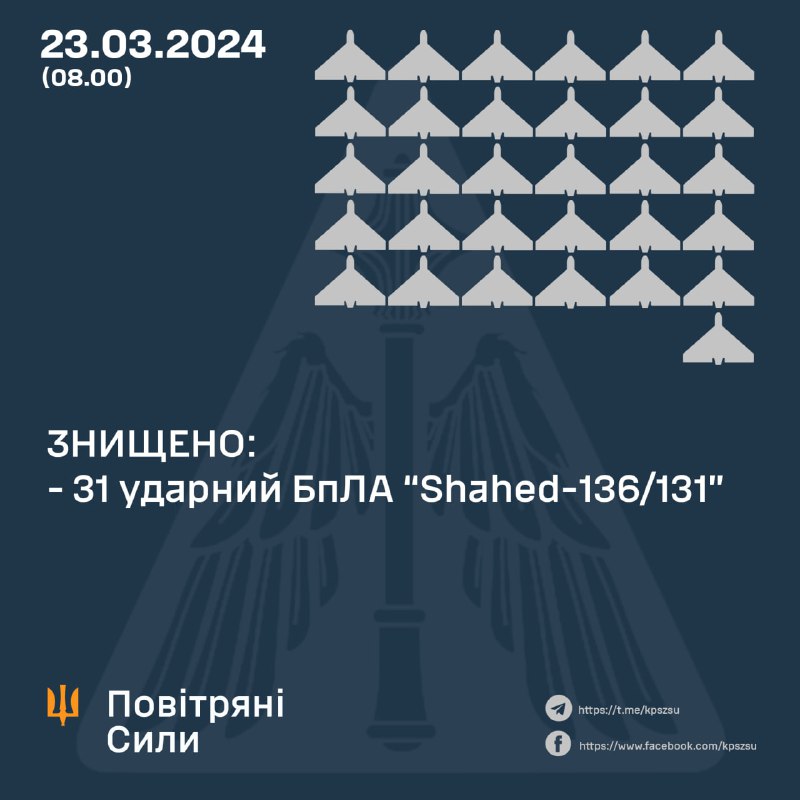 23.03.2024
(08.00)
ЗНИЩЕНО:
- 31 ударний БпЛА “Shahed-136/131”
Повітряні
Сили
https://t.me/kpszsu
https://www.facebook.com/kpszsu